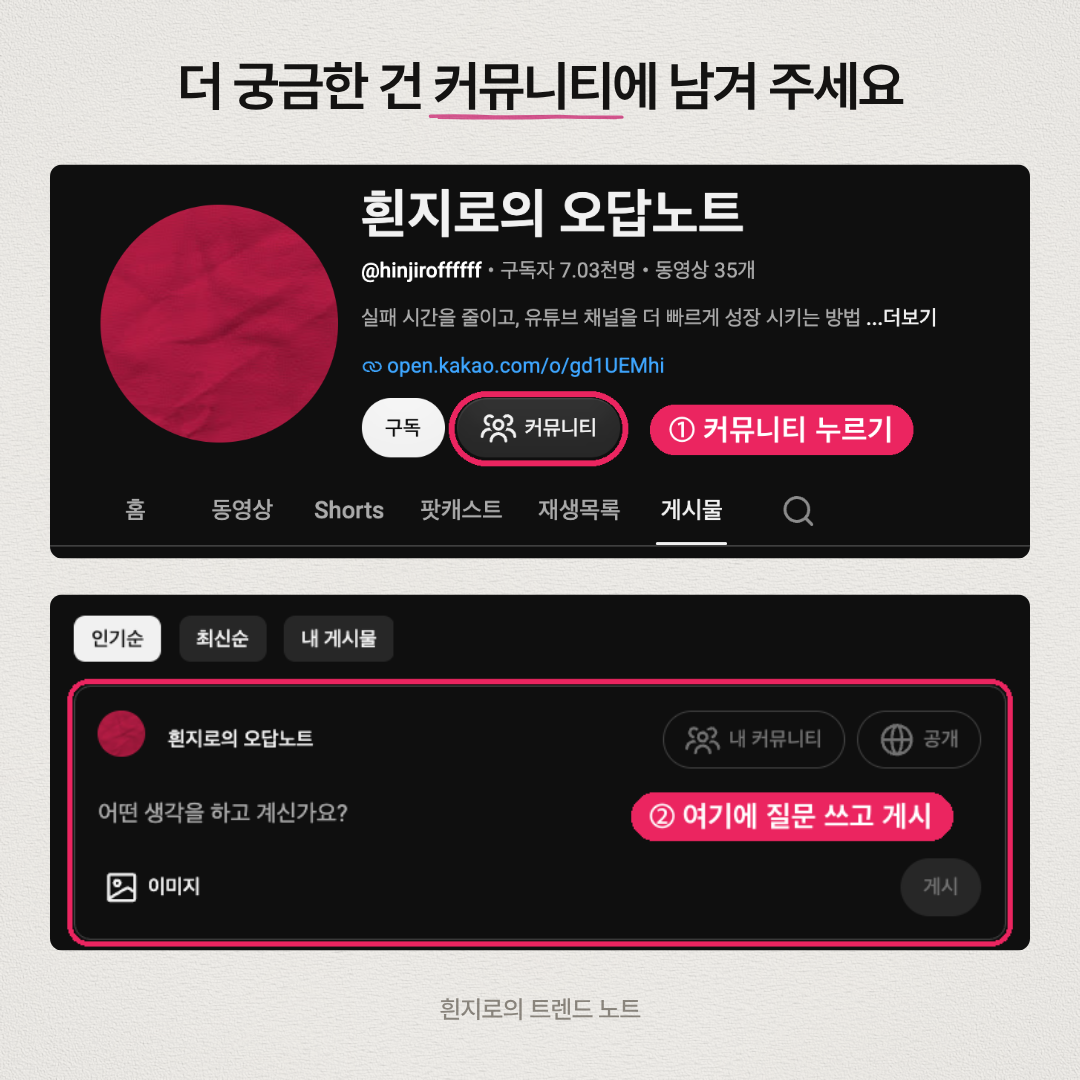 더 궁금한 건 커뮤니티에 남겨 주세요
흰지로의 오답노트
@hinjiroffffff • 구독자 7.03천명 • 동영상 35개
실패 시간을 줄이고, 유튜브 채널을 더 빠르게 성장 시키는 방법 ...더보기
open.kakao.com/o/gd1UEMhi
구독 커뮤니티 ① 커뮤니티 누르기
홈 동영상 Shorts 팟캐스트 재생목록 게시물
인기순 최신순 내 게시물
흰지로의 오답노트 내 커뮤니티 공개
어떤 생각을 하고 계신가요? ② 여기에 질문 쓰고 게시
이미지 게시
흰지로의 트렌드 노트